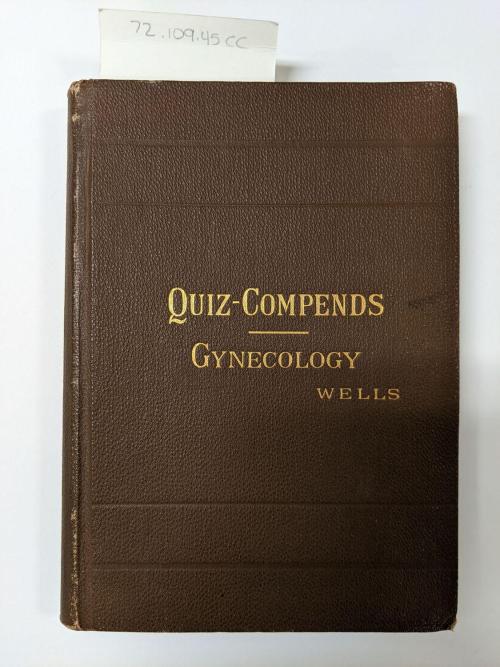 72.109.45CC
QUIZ-COMPENDS
GYNECOLOGY
WELLS